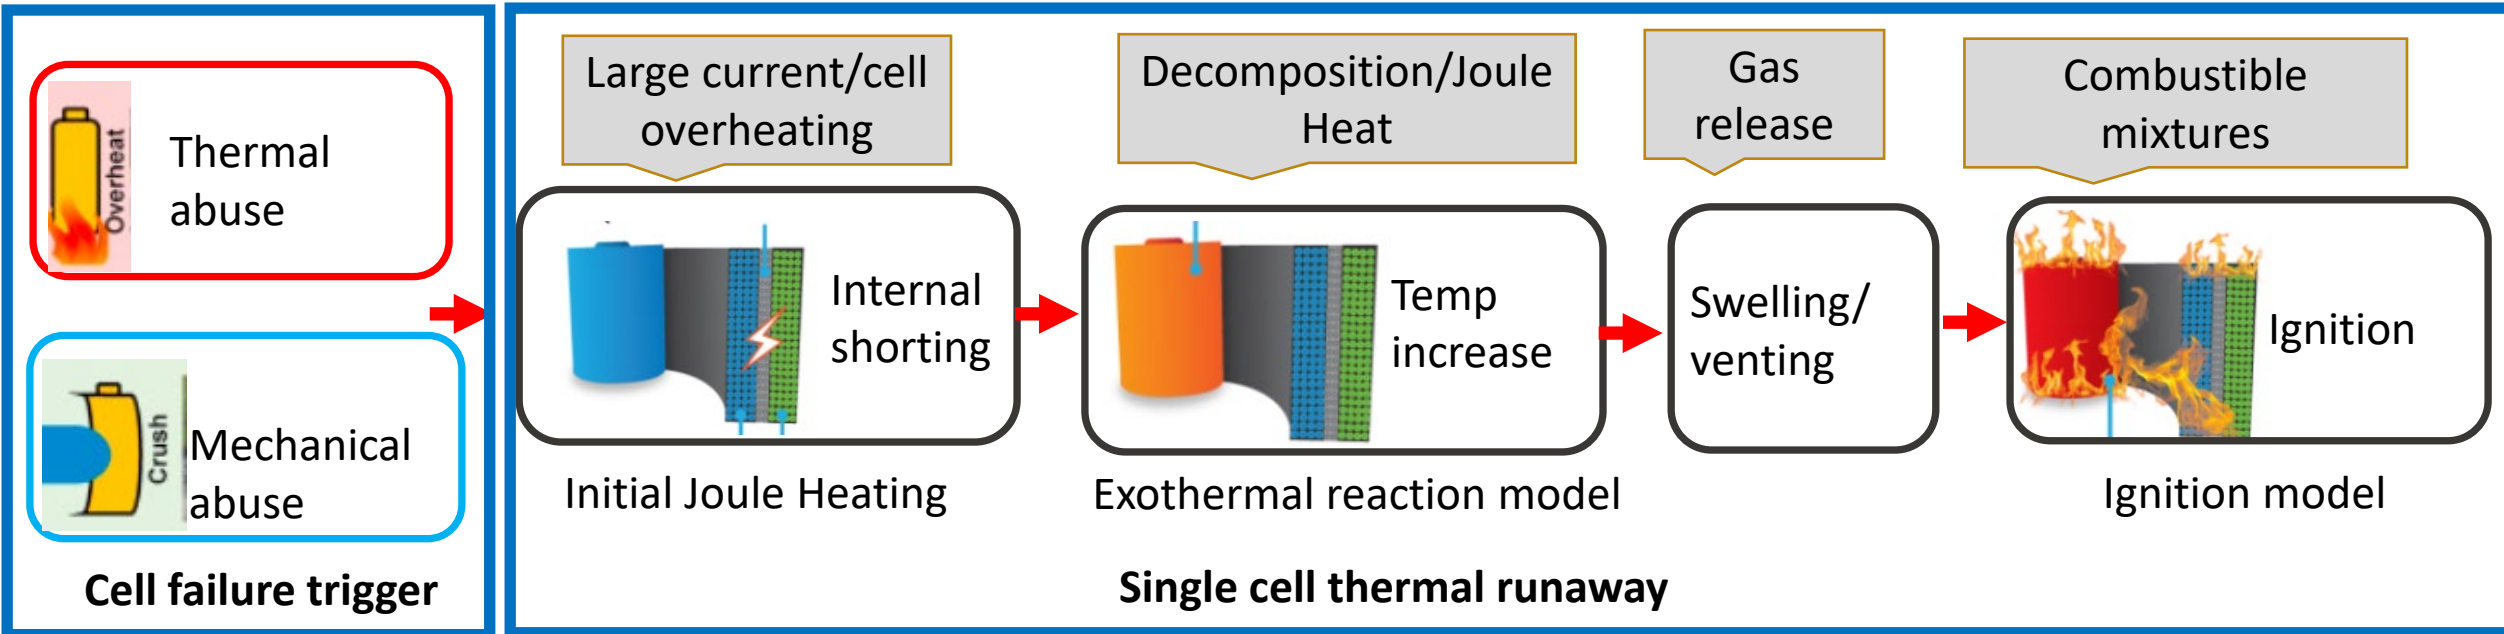 Overheat
Thermal
abuse
Crush
Mechanical
abuse
Cell failure trigger
Large current/cell
overheating
Internal
shorting
Initial Joule Heating
Decomposition/Joule
Heat
Temp
increase
Exothermal reaction model
Gas
release
Swelling/
venting
Combustible
mixtures
Ignition
Ignition model
Single cell thermal runaway